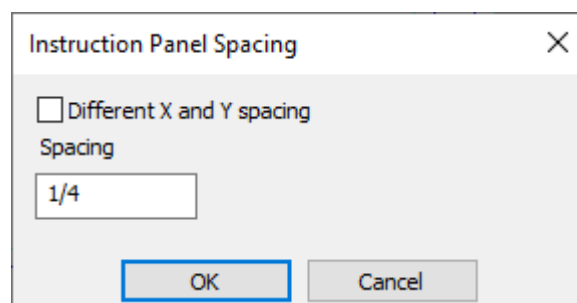 Instruction Panel Spacing
Different X and Y spacing
Spacing
1/4
OK Cancel